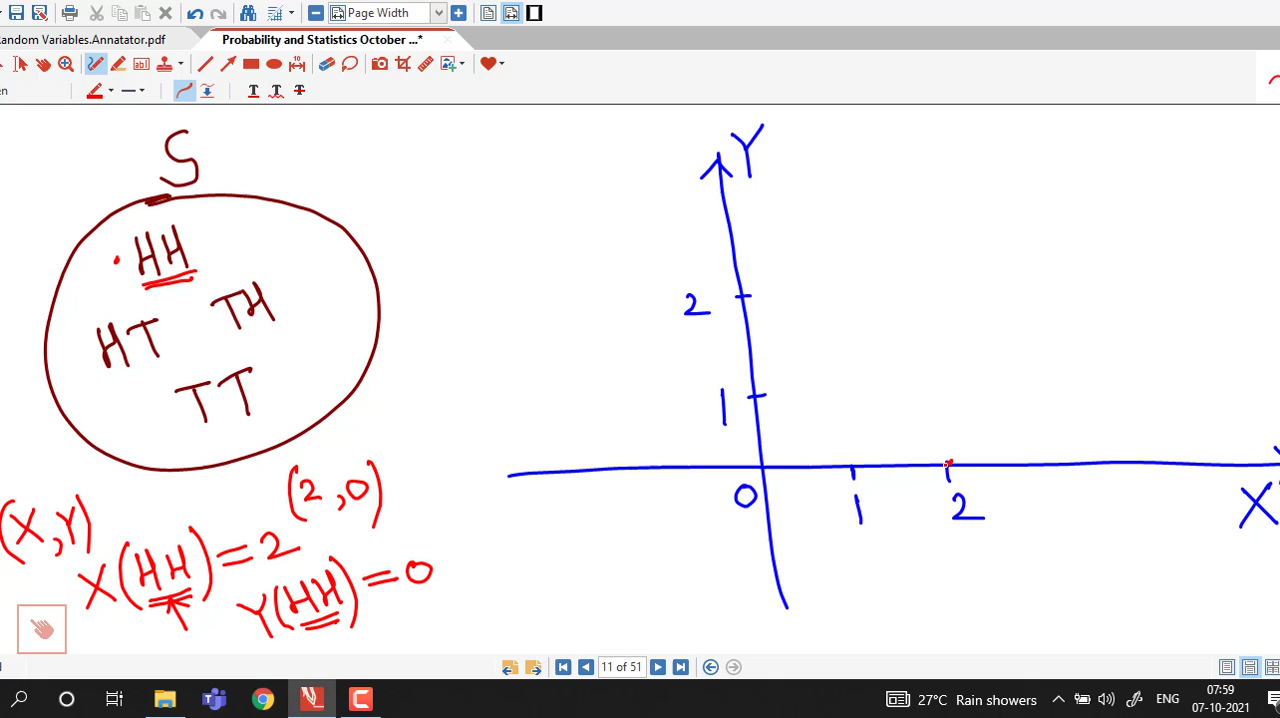 Page Width
Random Variables.Annatator.pdf
Probability and Statistics October ...*
S
HH
TH
HT
TT
(2,0)
(X,Y)
X(HH)=2
Y(HH)=0
Y
2
1
0
1
2
X
11 of 51
27°C Rain showers
ENG
07:59
07-10-2021